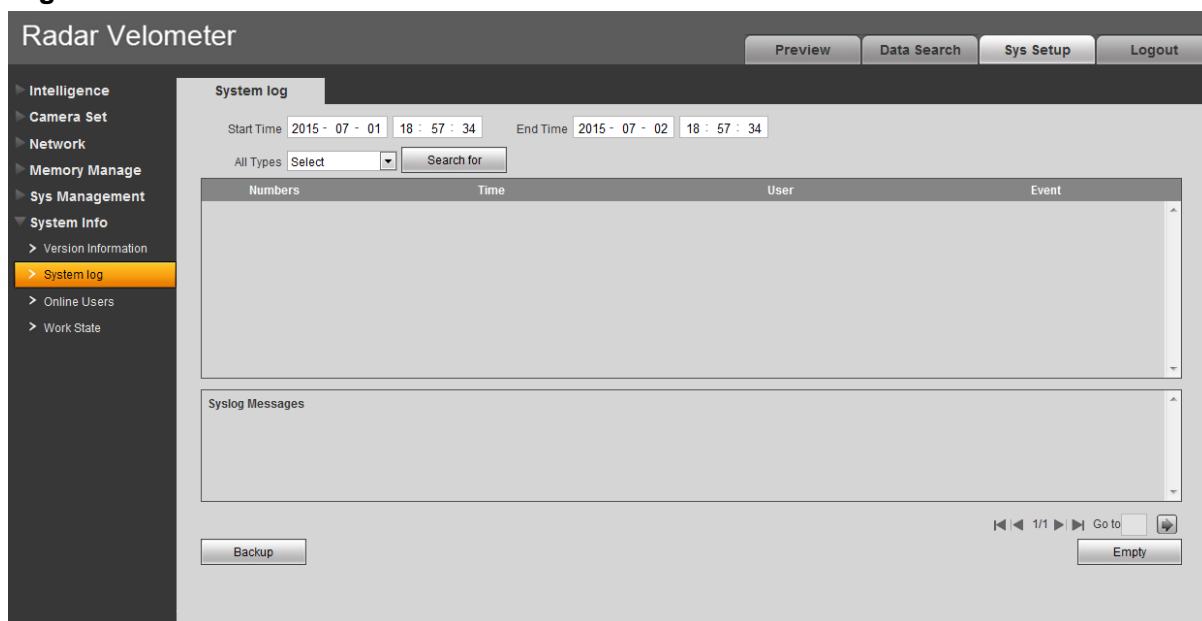 Radar Velometer
Preview
Data Search
Sys Setup
Logout
Intelligence
Camera Set
Network
Memory Manage
Sys Management
System Info
> Version Information
> System log
> Online Users
> Work State
System log
Start Time 2015 - 07 - 01 18 : 57 : 34 End Time 2015 - 07 - 02 18 : 57 : 34
All Types Select Search for
Numbers Time User Event
Syslog Messages
1/1 Go to
Backup Empty